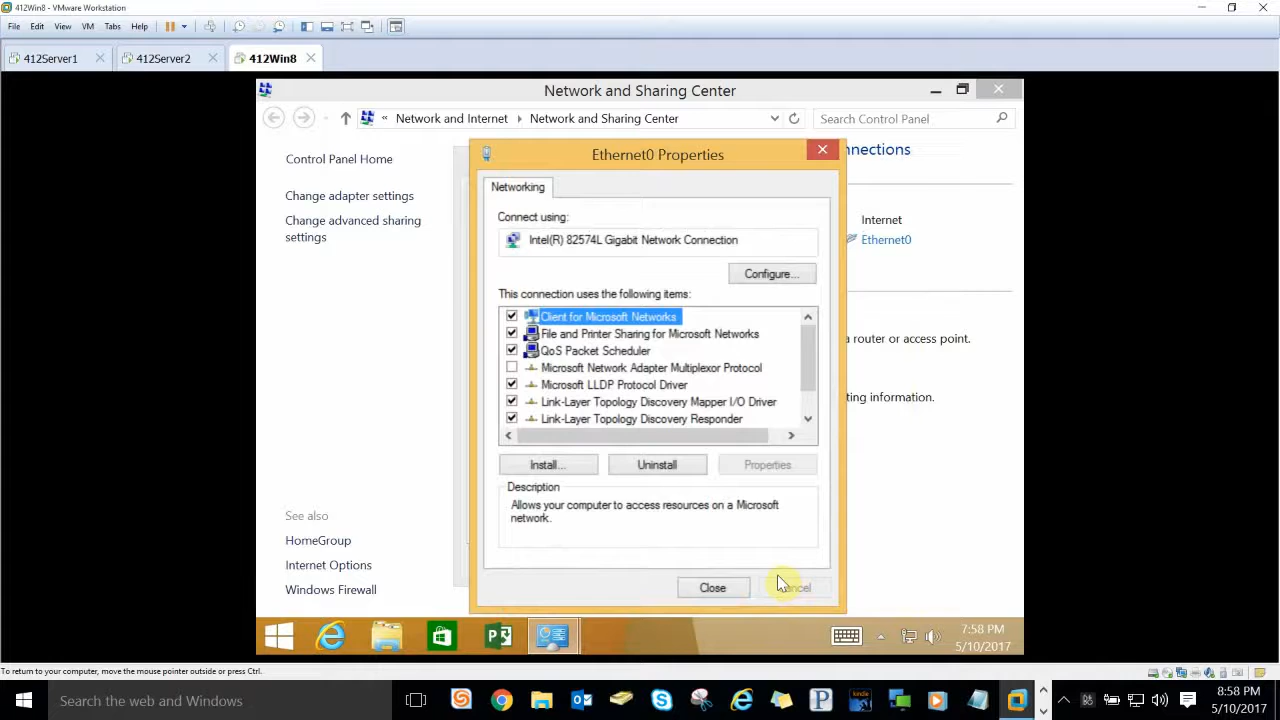 412Win8 - VMware Workstation
File Edit View VM Tabs Help
412Server1 412Server2 412Win8
Network and Sharing Center
« Network and Internet Network and Sharing Center Search Control Panel
Control Panel Home
Change adapter settings
Change advanced sharing
settings
See also
HomeGroup
Internet Options
Windows Firewall
Ethernet0 Properties
Networking
Connect using:
Intel(R) 82574L Gigabit Network Connection
Configure...
This connection uses the following items:
Client for Microsoft Networks
File and Printer Sharing for Microsoft Networks
QoS Packet Scheduler
Microsoft Network Adapter Multiplexor Protocol
Microsoft LLDP Protocol Driver
Link-Layer Topology Discovery Mapper I/O Driver
Link-Layer Topology Discovery Responder
Install... Uninstall Properties
Description
Allows your computer to access resources on a Microsoft
network.
Close
nnections
Internet
Ethernet0
a router or access point.
ting information.
7:58 PM
5/10/2017
To return to your computer, move the mouse pointer outside or press Ctrl.
Search the web and Windows
8:58 PM
5/10/2017